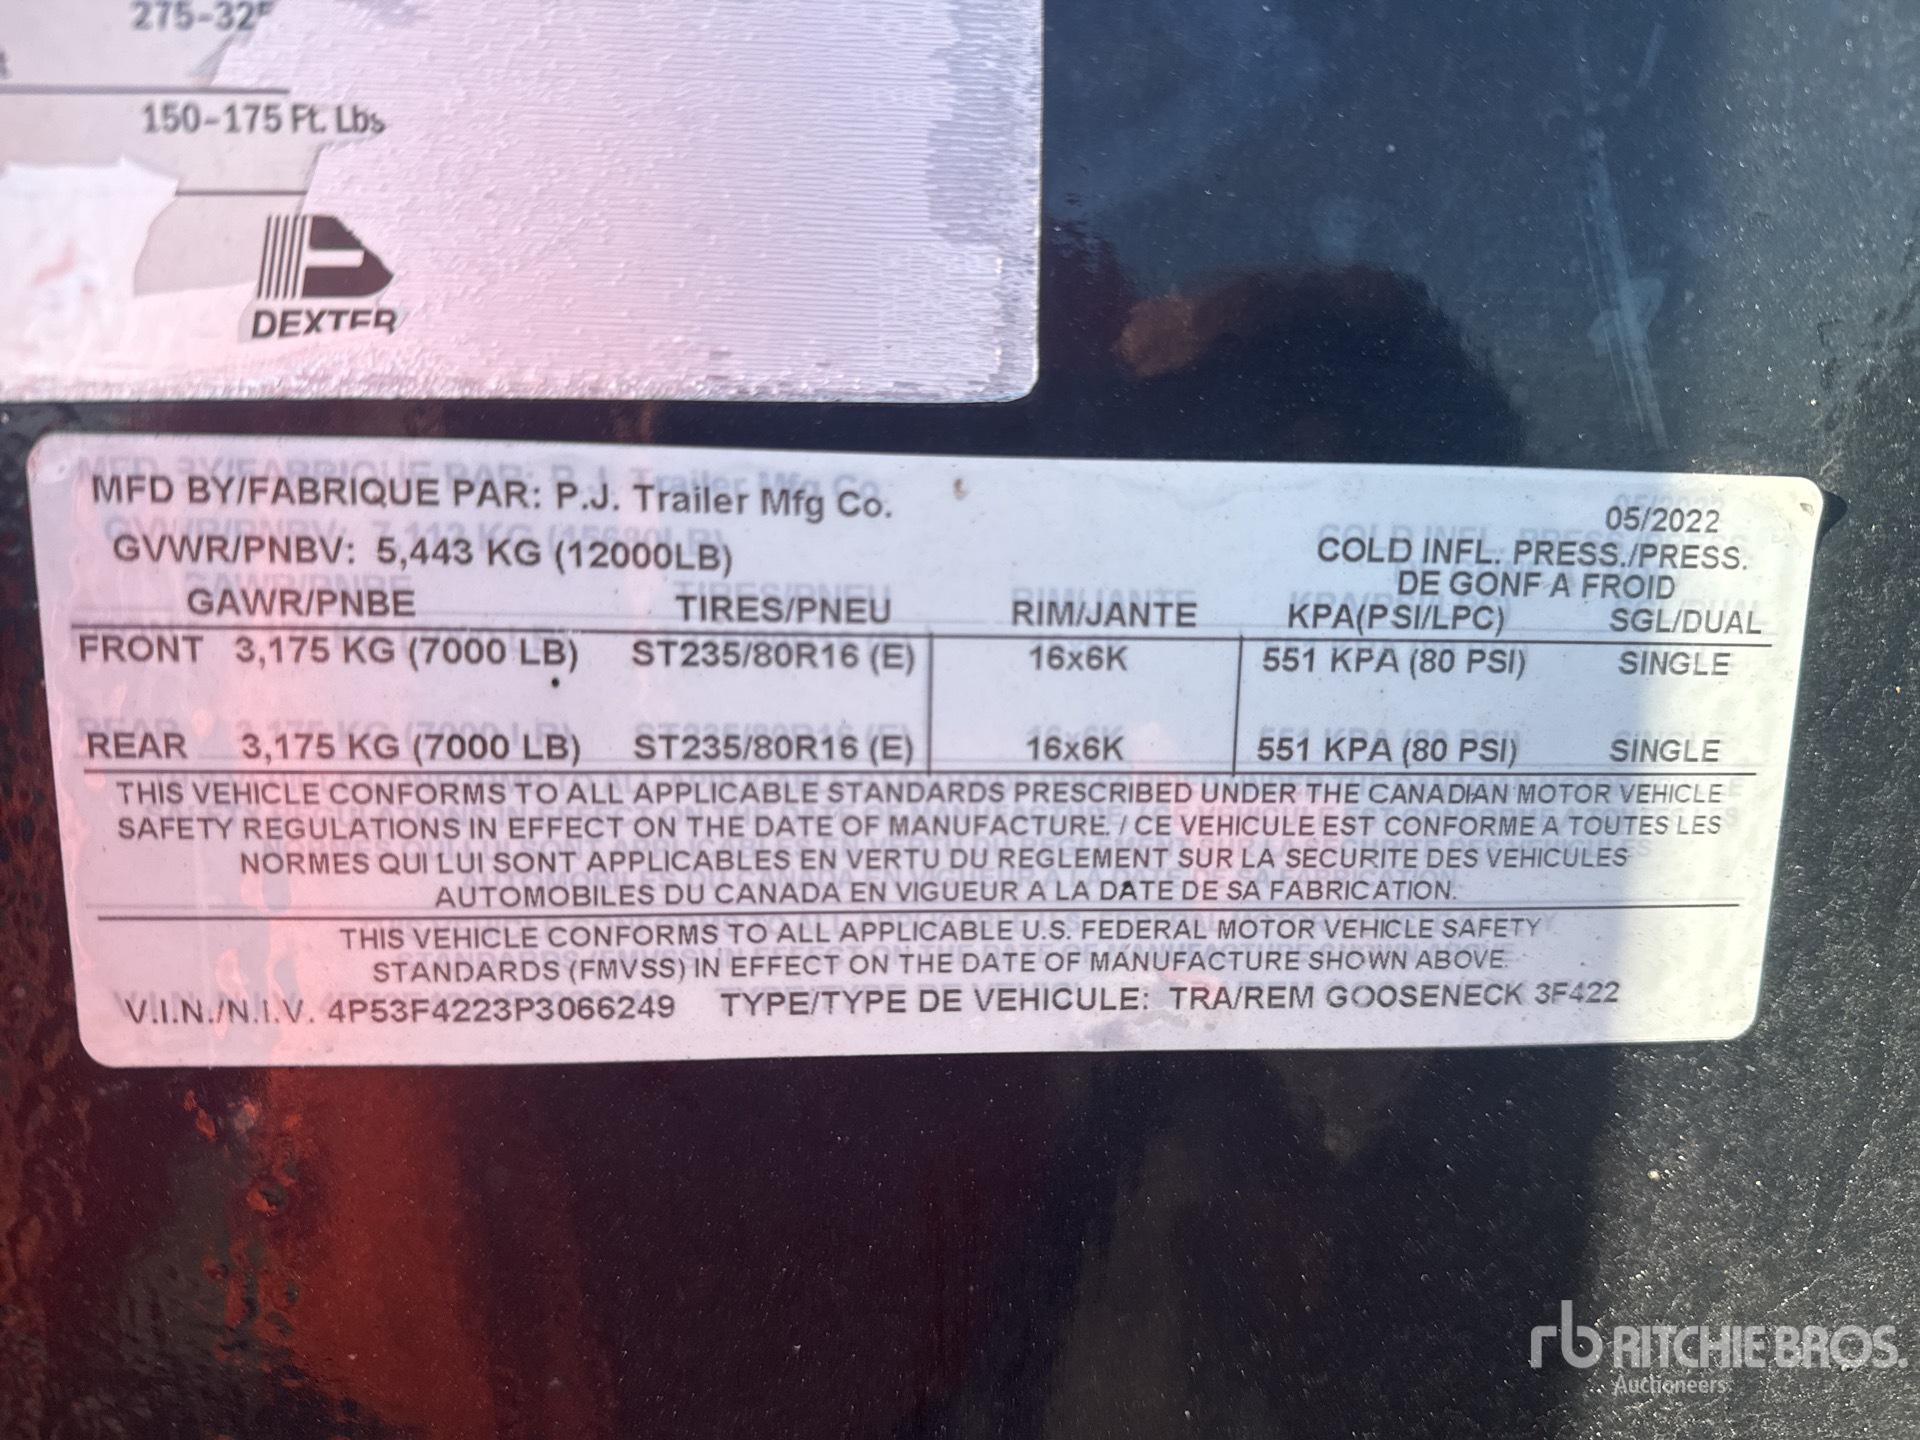 275-325
150-175 Ft. Lbs
DEXTER
MFD BY/FABRIQUE PAR: P.J. Trailer Mfg Co.
05/2022
GVWR/PNBV: 5,443 KG (12000LB)
COLD INFL. PRESS./PRESS.
DE GONF A FROID
GAWR/PNBE TIRES/PNEU RIM/JANTE KPA(PSI/LPC) SGL/DUAL
FRONT 3,175 KG (7000 LB) ST235/80R16 (E) 16x6K 551 KPA (80 PSI) SINGLE
REAR 3,175 KG (7000 LB) ST235/80R16 (E) 16x6K 551 KPA (80 PSI) SINGLE
THIS VEHICLE CONFORMS TO ALL APPLICABLE STANDARDS PRESCRIBED UNDER THE CANADIAN MOTOR VEHICLE
SAFETY REGULATIONS IN EFFECT ON THE DATE OF MANUFACTURE. / CE VEHICULE EST CONFORME A TOUTES LES
NORMES QUI LUI SONT APPLICABLES EN VERTU DU REGLEMENT SUR LA SECURITE DES VEHICULES
AUTOMOBILES DU CANADA EN VIGUEUR A LA DATE DE SA FABRICATION.
THIS VEHICLE CONFORMS TO ALL APPLICABLE U.S. FEDERAL MOTOR VEHICLE SAFETY
STANDARDS (FMVSS) IN EFFECT ON THE DATE OF MANUFACTURE SHOWN ABOVE.
V.I.N./N.I.V. 4P53F4223P3066249 TYPE/TYPE DE VEHICULE: TRA/REM GOOSENECK 3F422
rb RITCHIE BROS.
Auctioneers